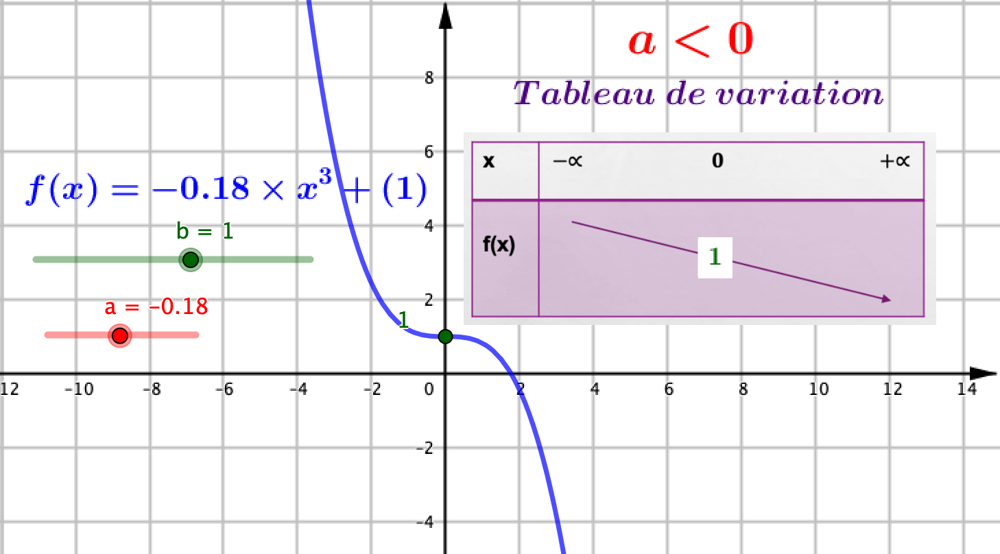 a < 0
Tableau de variation
x −∝ 0 +∝
f(x) 1
f(x) = −0.18 × x³ + (1)
b = 1
a = −0.18
1
8
6
4
2
12 −10 −8 −6 −4 −2 0 2 4 6 8 10 12 14
−2
−4